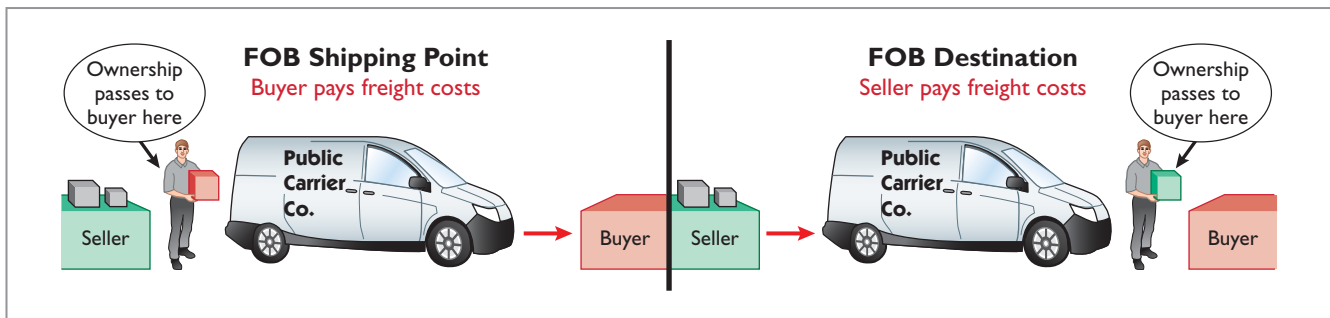 FOB Shipping Point
Buyer pays freight costs
Ownership
passes to
buyer here
Public
Carrier
Co.
Seller
Buyer
FOB Destination
Seller pays freight costs
Ownership
passes to
buyer here
Public
Carrier
Co.
Seller
Buyer